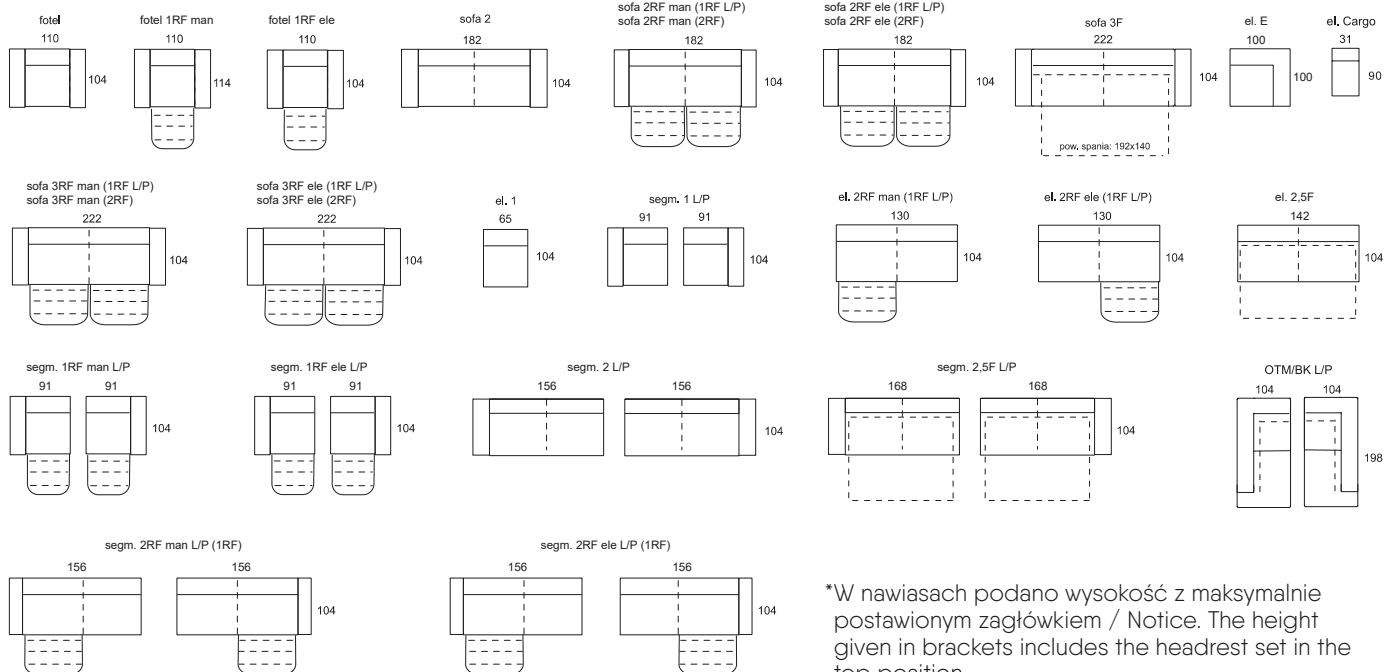 fotel
110
104
fotel 1RF man
110
114
fotel 1RF ele
110
104
sofa 2
182
104
sofa 2RF man (1RF L/P)
sofa 2RF man (2RF)
182
104
sofa 2RF ele (1RF L/P)
sofa 2RF ele (2RF)
182
104
sofa 3F
222
104
pow. spania: 192x140
el. E
100
100
el. Cargo
31
90
sofa 3RF man (1RF L/P)
sofa 3RF man (2RF)
222
104
sofa 3RF ele (1RF L/P)
sofa 3RF ele (2RF)
222
104
el. 1
65
104
segm. 1 L/P
91 91
104
el. 2RF man (1RF L/P)
130
104
el. 2RF ele (1RF L/P)
130
104
el. 2,5F
142
104
segm. 1RF man L/P
91 91
104
segm. 1RF ele L/P
91 91
104
segm. 2 L/P
156 156
104
segm. 2,5F L/P
168 168
104
OTM/BK L/P
104 104
198
segm. 2RF man L/P (1RF)
156 156
104
segm. 2RF ele L/P (1RF)
156 156
104
*W nawiasach podano wysokość z maksymalnie
postawionym zagłówkiem / Notice. The height
given in brackets includes the headrest set in the
top position